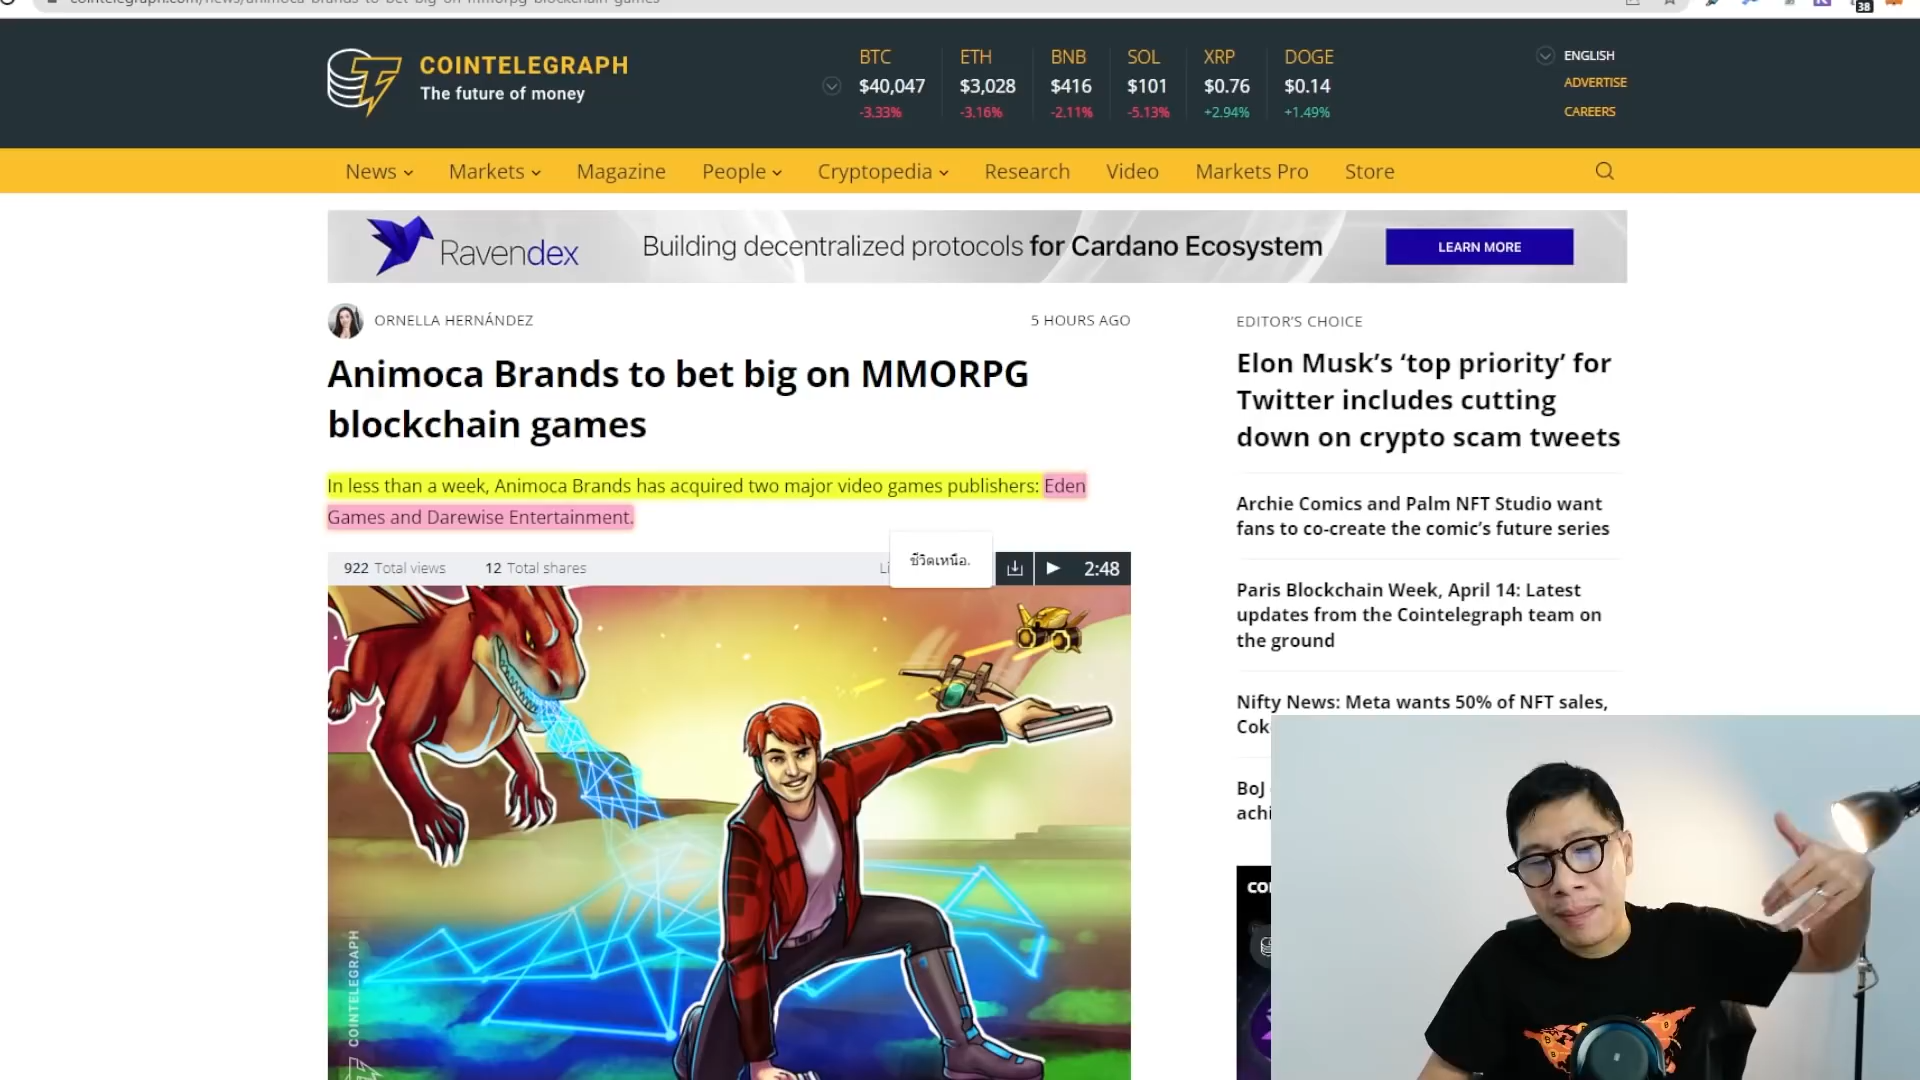 cointelegraph.com/news/animoca-brands-to-bet-big-on-mmorpg-blockchain-games
38
COINTELEGRAPH
The future of money
BTC
$40,047
-3.33%
ETH
$3,028
-3.16%
BNB
$416
-2.11%
SOL
$101
-5.13%
XRP
$0.76
+2.94%
DOGE
$0.14
+1.49%
ENGLISH
ADVERTISE
CAREERS
News
Markets
Magazine
People
Cryptopedia
Research
Video
Markets Pro
Store
Ravendex
Building decentralized protocols for Cardano Ecosystem
LEARN MORE
ORNELLA HERNÁNDEZ
5 HOURS AGO
Animoca Brands to bet big on MMORPG
blockchain games
In less than a week, Animoca Brands has acquired two major video games publishers: Eden
Games and Darewise Entertainment.
922 Total views
12 Total shares
Li
ชีวิตเหนือ.
2:48
COINTELEGRAPH
EDITOR'S CHOICE
Elon Musk's ‘top priority’ for
Twitter includes cutting
down on crypto scam tweets
Archie Comics and Palm NFT Studio want
fans to co-create the comic's future series
Paris Blockchain Week, April 14: Latest
updates from the Cointelegraph team on
the ground
Nifty News: Meta wants 50% of NFT sales,
Cok
BoJ
achi